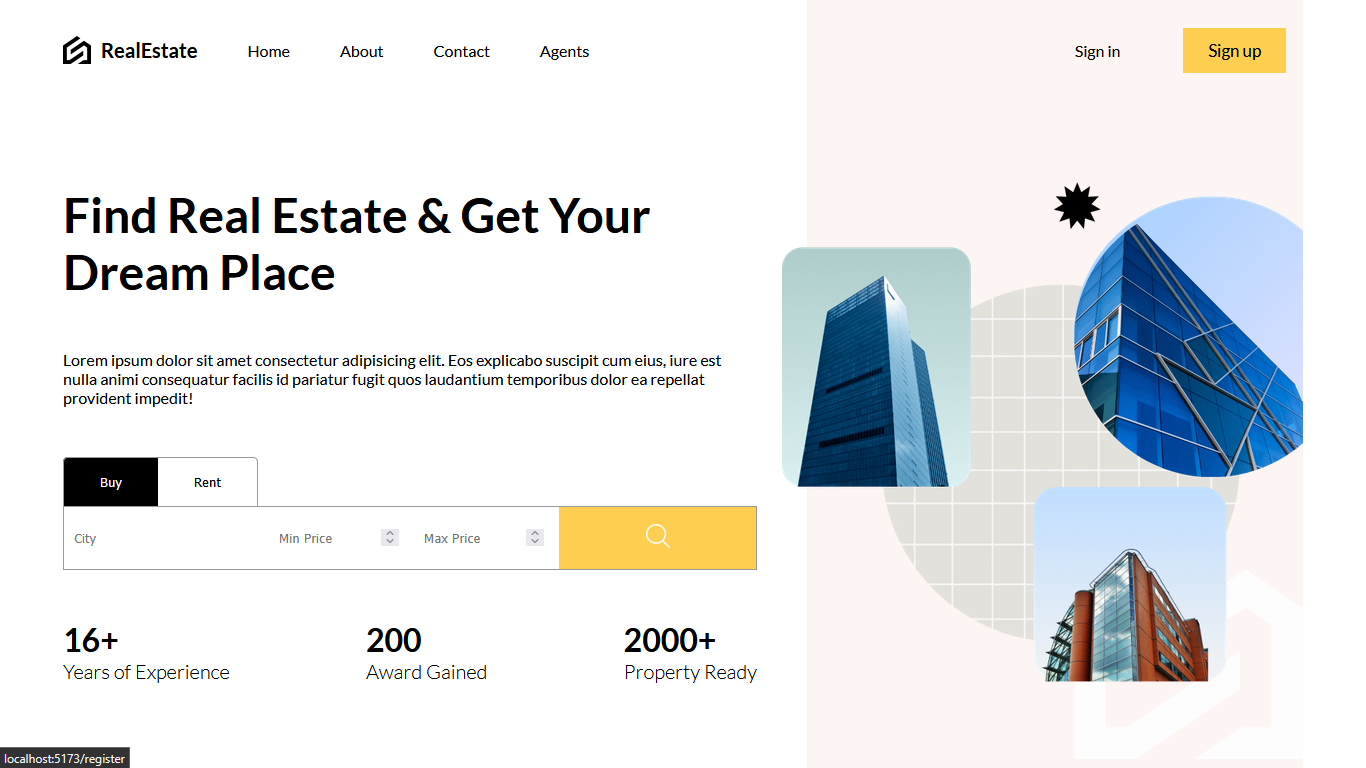 RealEstate Home About Contact Agents Sign in Sign up
Find Real Estate & Get Your
Dream Place
Lorem ipsum dolor sit amet consectetur adipisicing elit. Eos explicabo suscipit cum eius, iure est
nulla animi consequatur facilis id pariatur fugit quos laudantium temporibus dolor ea repellat
provident impedit!
Buy Rent
City Min Price Max Price
16+ 200 2000+
Years of Experience Award Gained Property Ready
localhost:5173/register